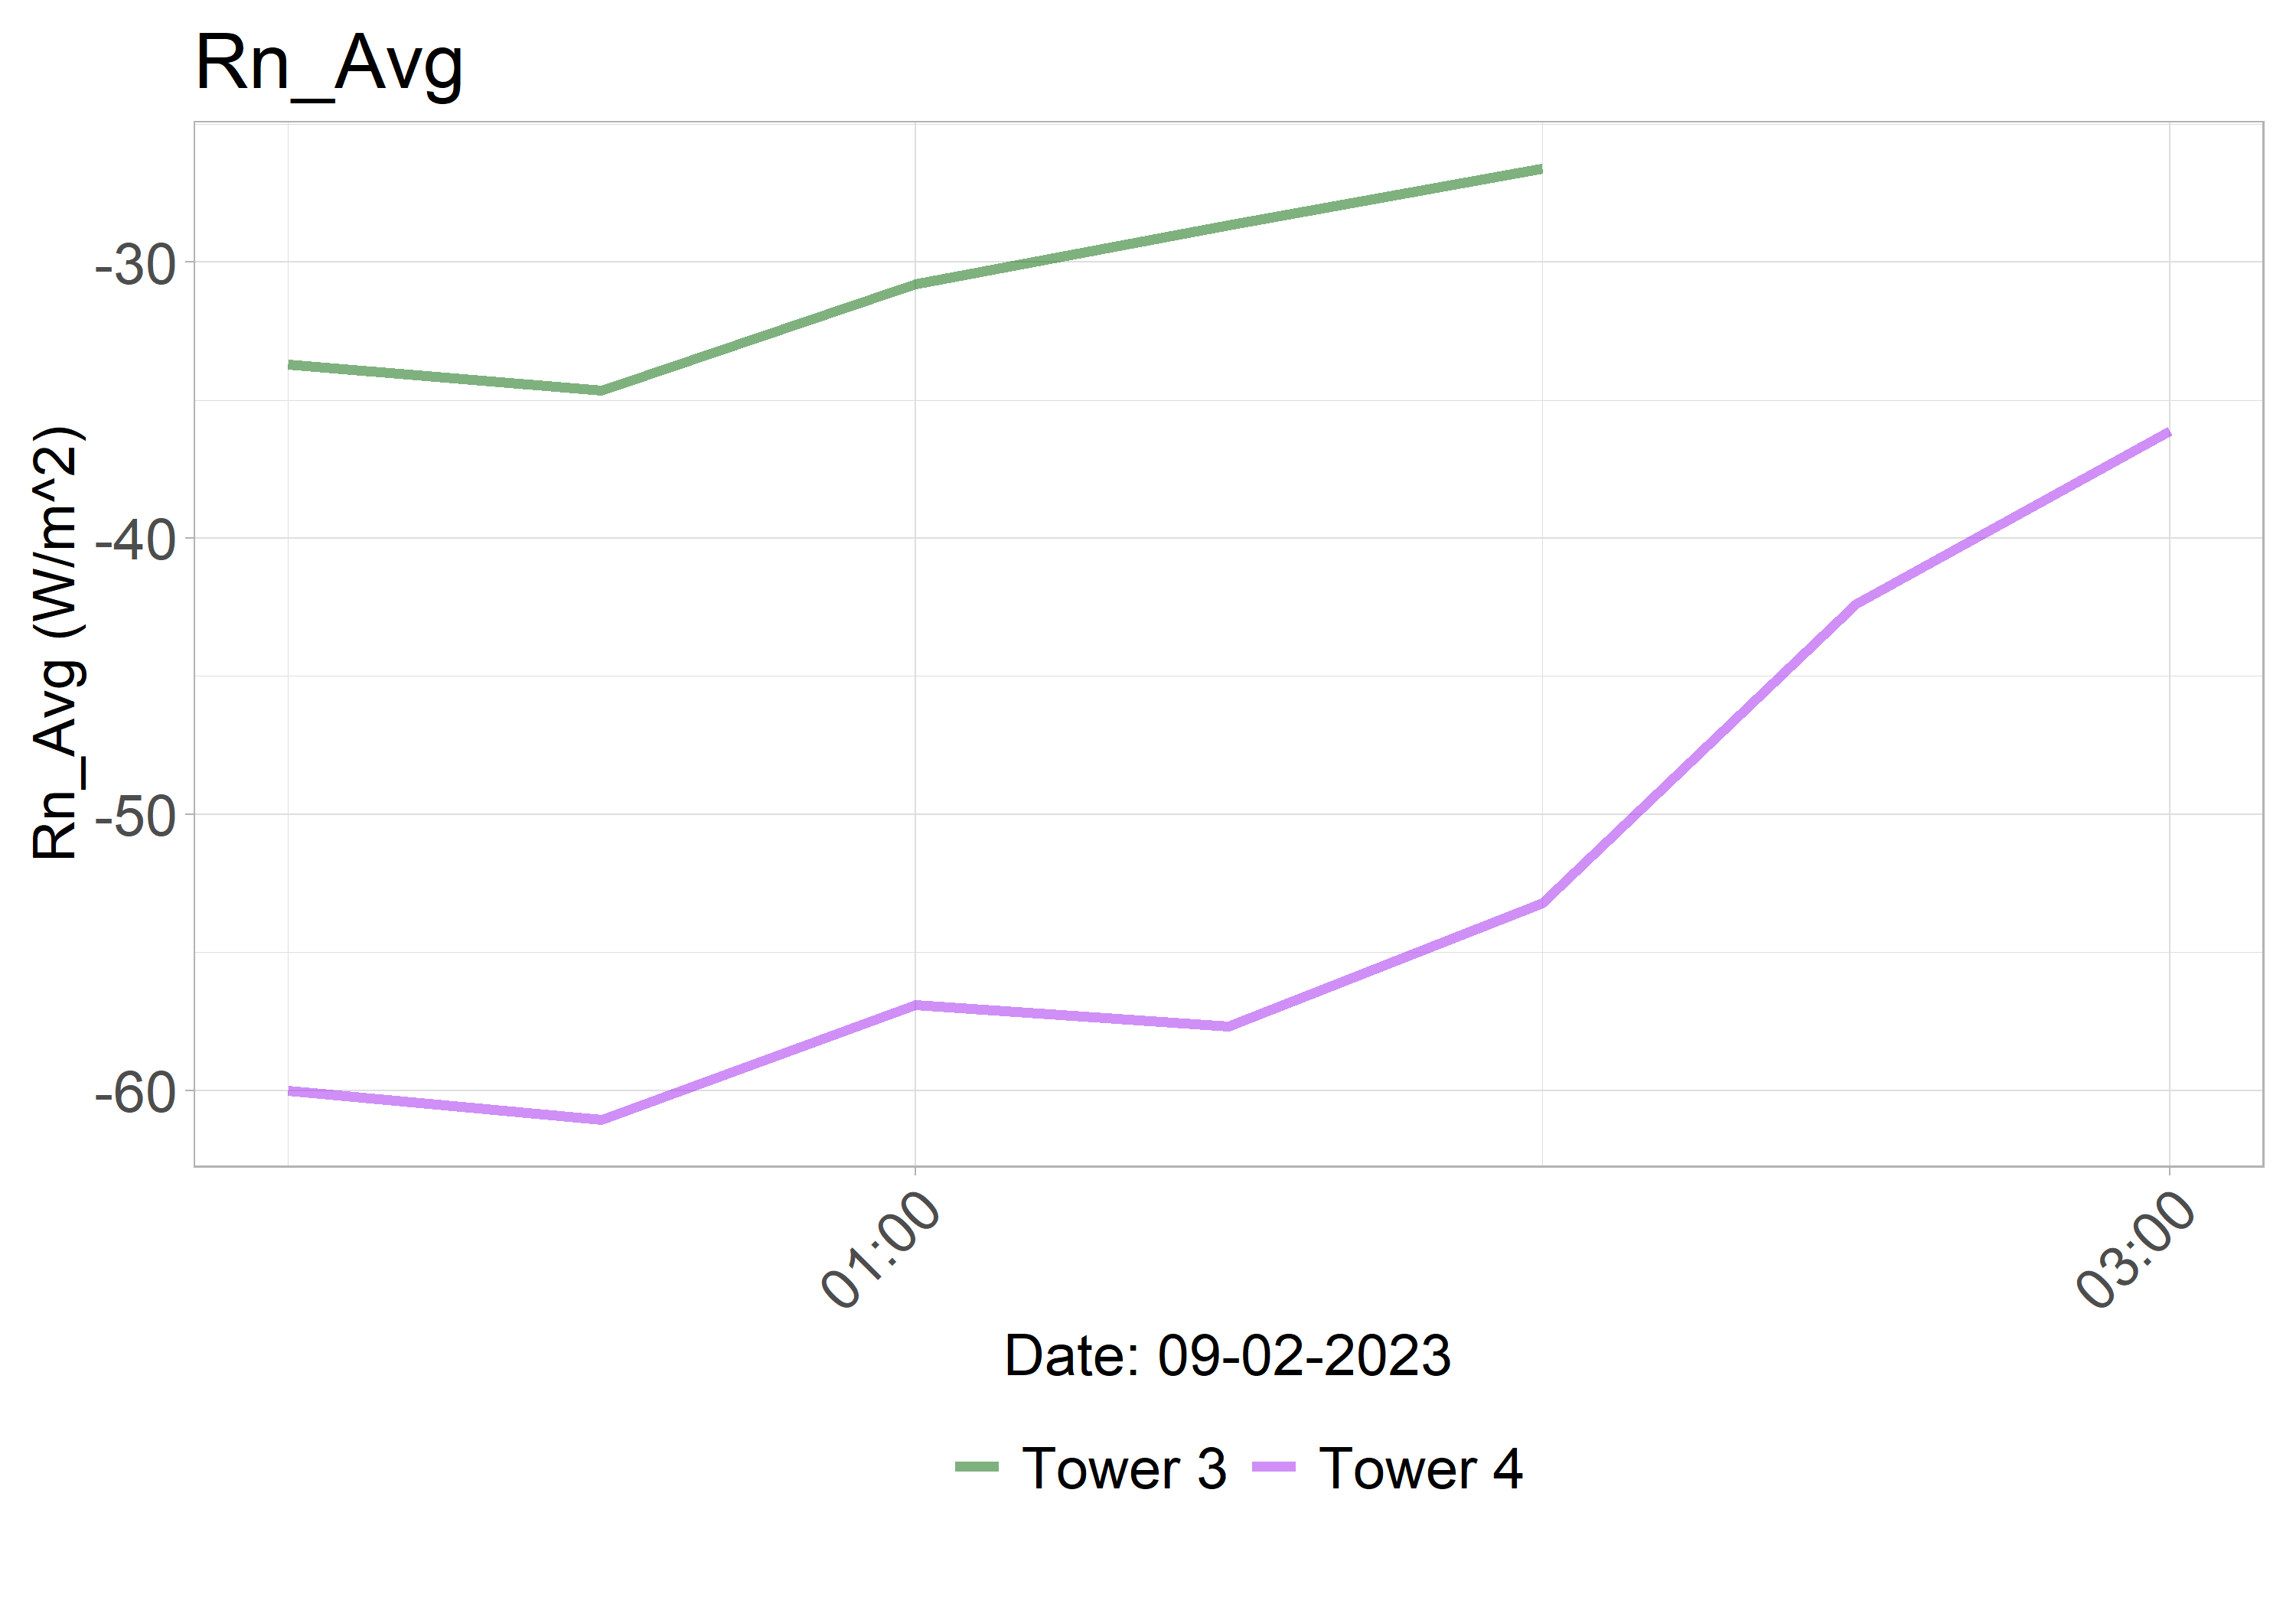 Rn_Avg
Rn_Avg (W/m^2)
-30
-40
-50
-60
01:00
03:00
Date: 09-02-2023
Tower 3
Tower 4